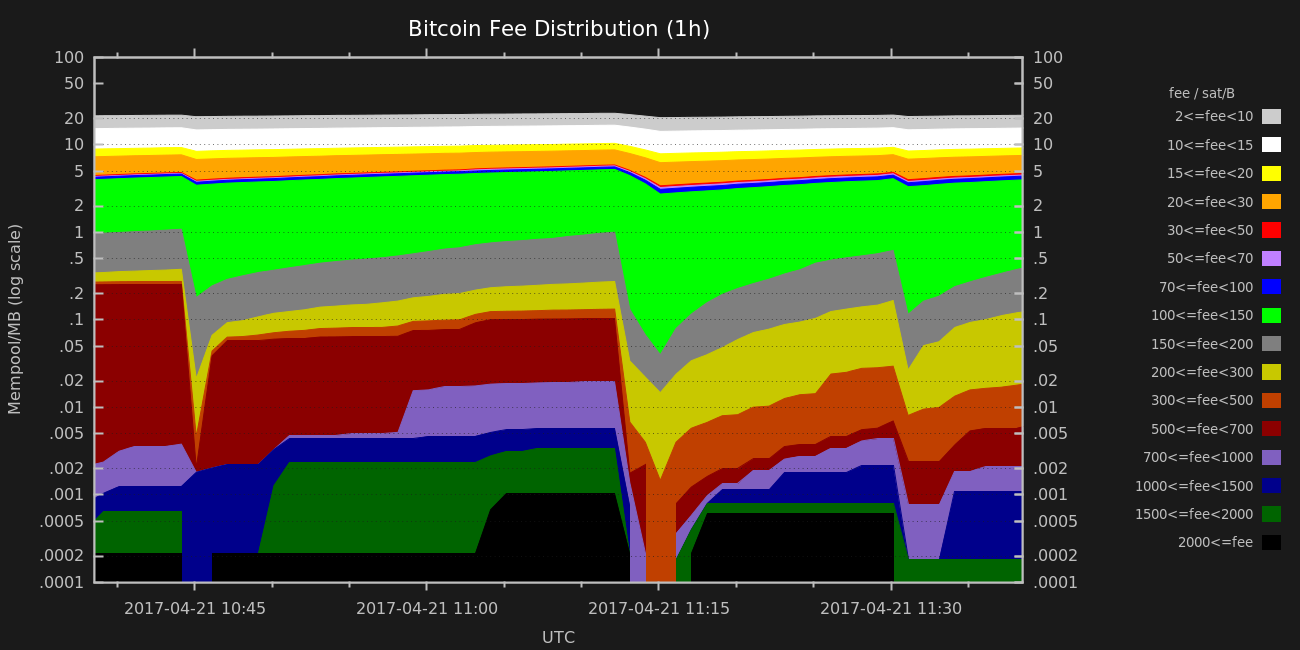 Bitcoin Fee Distribution (1h)
100
50
20
10
5
2
1
.5
.2
.1
.05
.02
.01
.005
.002
.001
.0005
.0002
.0001
Mempool/MB (log scale)
100
50
20
10
5
2
1
.5
.2
.1
.05
.02
.01
.005
.002
.001
.0005
.0002
.0001
2017-04-21 10:45
2017-04-21 11:00
2017-04-21 11:15
2017-04-21 11:30
UTC
fee / sat/B
2<=fee<10
10<=fee<15
15<=fee<20
20<=fee<30
30<=fee<50
50<=fee<70
70<=fee<100
100<=fee<150
150<=fee<200
200<=fee<300
300<=fee<500
500<=fee<700
700<=fee<1000
1000<=fee<1500
1500<=fee<2000
2000<=fee